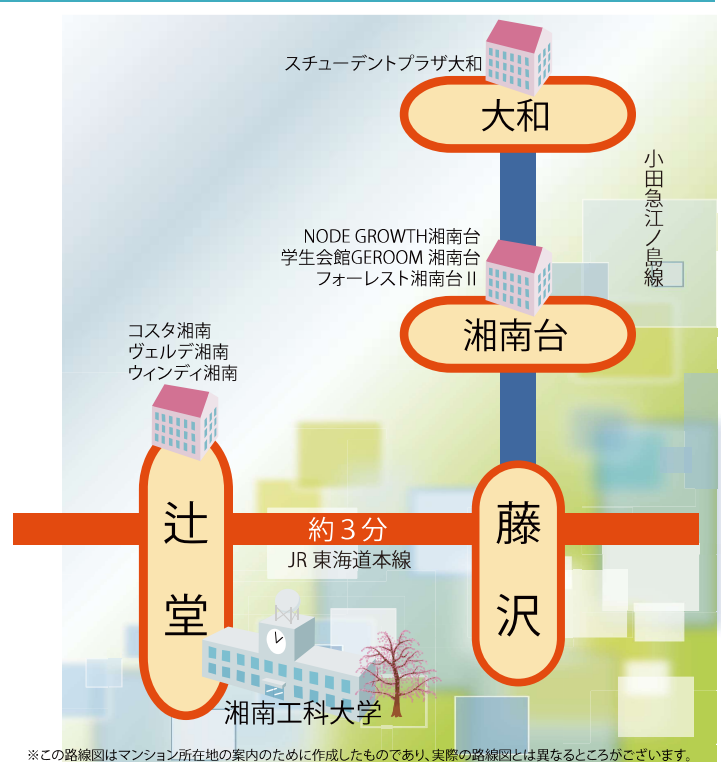 スチューデントプラザ大和
大和
小田急江ノ島線
NODE GROWTH湘南台
学生会館GEROOM 湘南台
フォーレスト湘南台Ⅱ
湘南台
コスタ湘南
ヴェルデ湘南
ウィンディ湘南
辻堂
約3分
JR 東海道本線
藤沢
湘南工科大学
※この路線図はマンション所在地の案内のために作成したものであり、実際の路線図とは異なるところがございます。